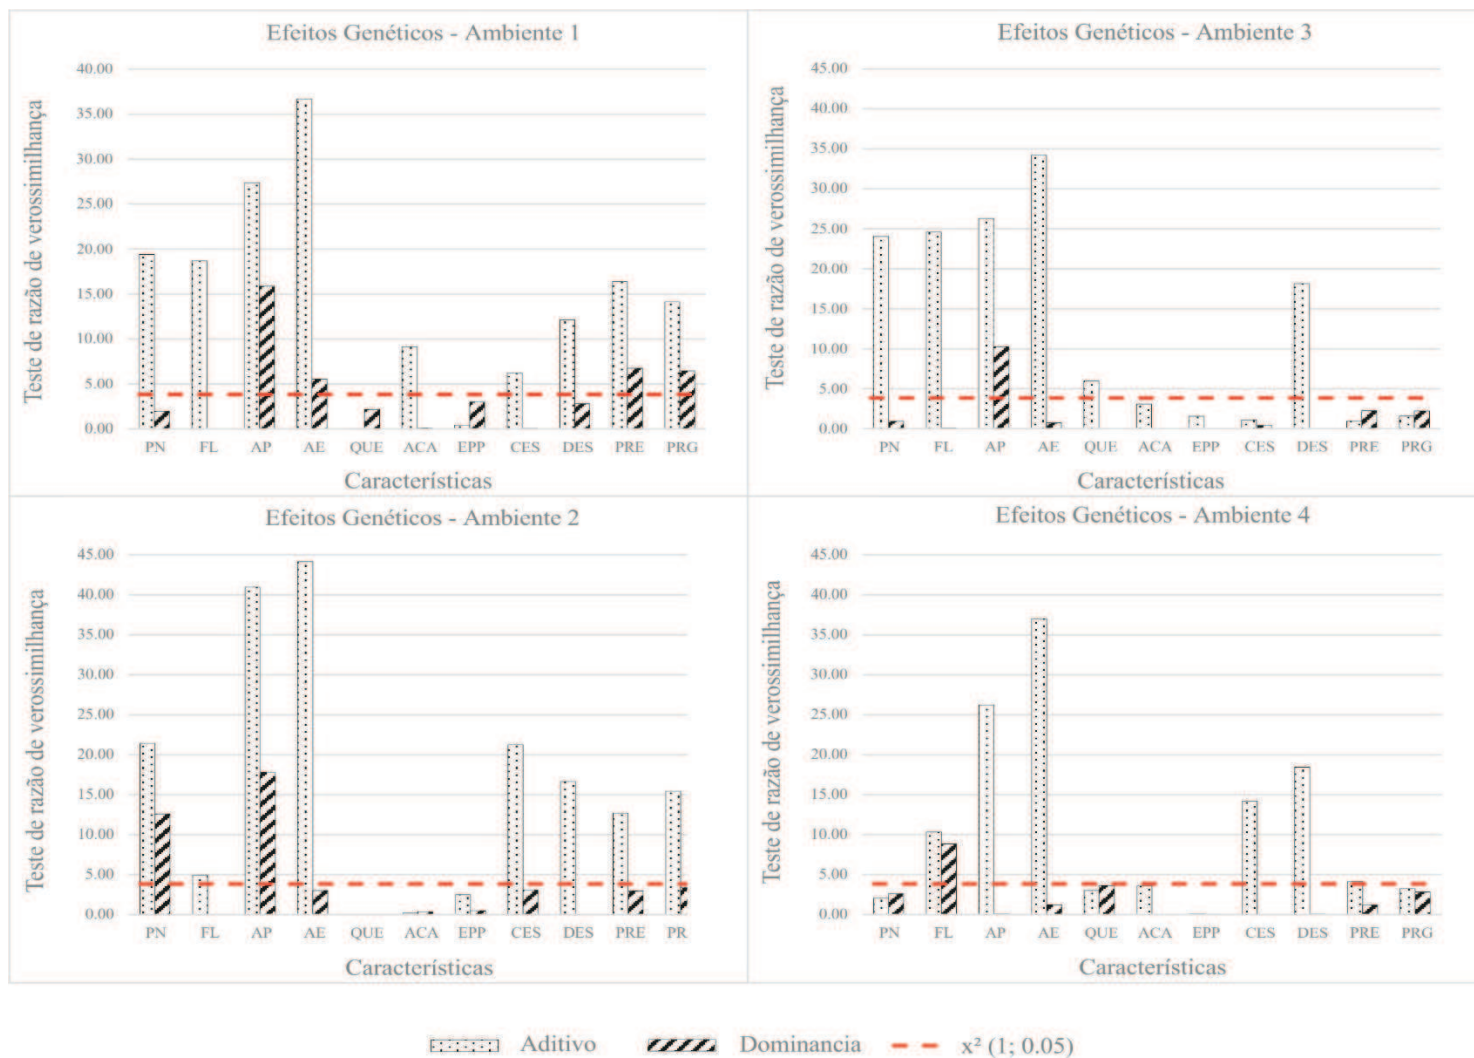 Efeitos Genéticos - Ambiente 1
Teste de razão de verossimilhança
40.00
35.00
30.00
25.00
20.00
15.00
10.00
5.00
0.00
PN FL AP AE QUE ACA EPP CES DES PRE PRG
Características
Efeitos Genéticos - Ambiente 3
Teste de razão de verossimilhança
45.00
40.00
35.00
30.00
25.00
20.00
15.00
10.00
5.00
0.00
PN FL AP AE QUE ACA EPP CES DES PRE PRG
Características
Efeitos Genéticos - Ambiente 2
Teste de razão de verossimilhança
45.00
40.00
35.00
30.00
25.00
20.00
15.00
10.00
5.00
0.00
PN FL AP AE QUE ACA EPP CES DES PRE PR
Características
Efeitos Genéticos - Ambiente 4
Teste de razão de verossimilhança
45.00
40.00
35.00
30.00
25.00
20.00
15.00
10.00
5.00
0.00
PN FL AP AE QUE ACA EPP CES DES PRE PRG
Características
Aditivo Dominancia x² (1; 0.05)